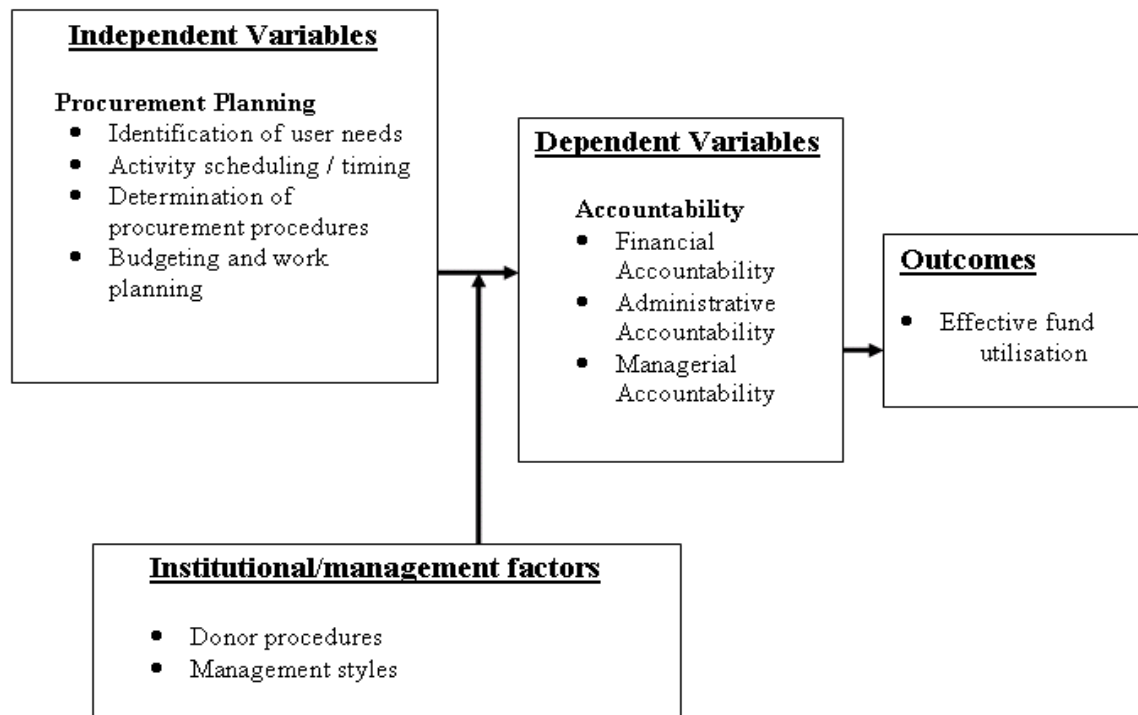 Independent Variables
Procurement Planning
• Identification of user needs
• Activity scheduling / timing
• Determination of
procurement procedures
• Budgeting and work
planning
Dependent Variables
Accountability
• Financial
Accountability
• Administrative
Accountability
• Managerial
Accountability
Outcomes
• Effective fund
utilisation
Institutional/management factors
• Donor procedures
• Management styles